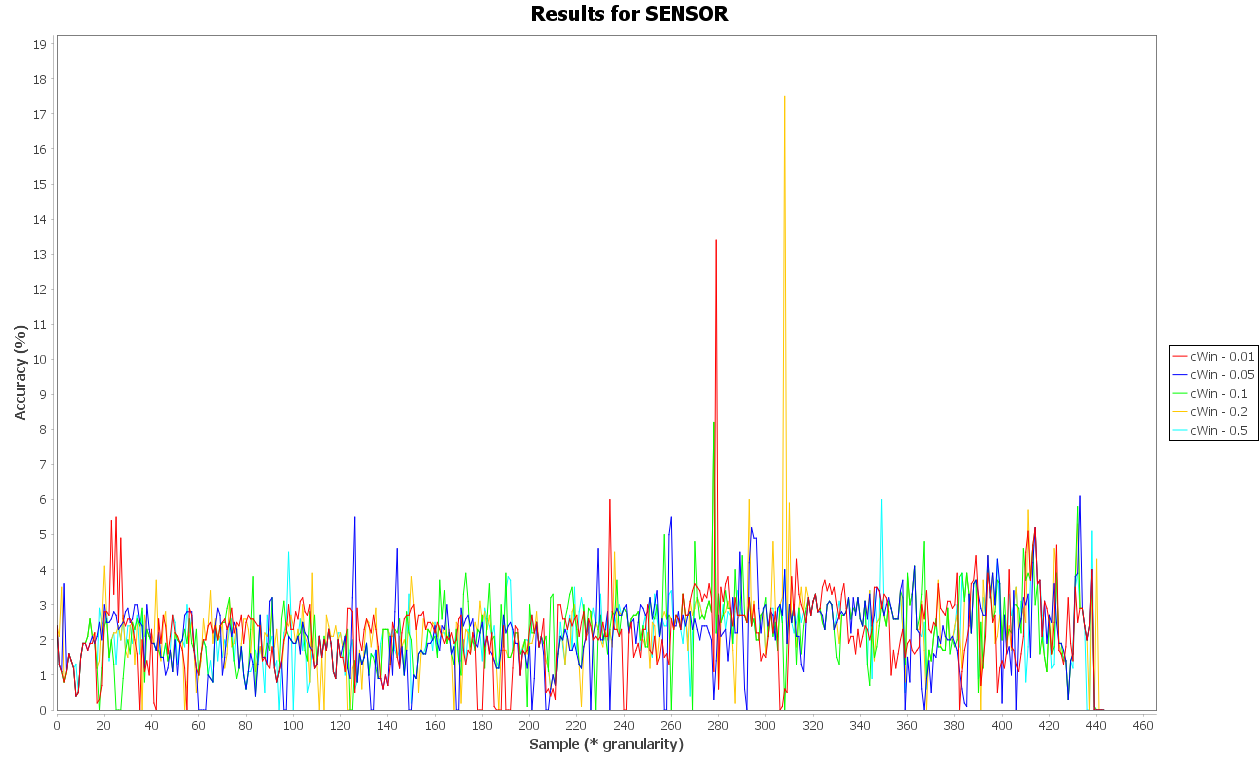 Results for SENSOR
Accuracy (%)
19
18
17
16
15
14
13
12
11
10
9
8
7
6
5
4
3
2
1
0
0 20 40 60 80 100 120 140 160 180 200 220 240 260 280 300 320 340 360 380 400 420 440 460
Sample (* granularity)
cWin - 0.01
cWin - 0.05
cWin - 0.1
cWin - 0.2
cWin - 0.5